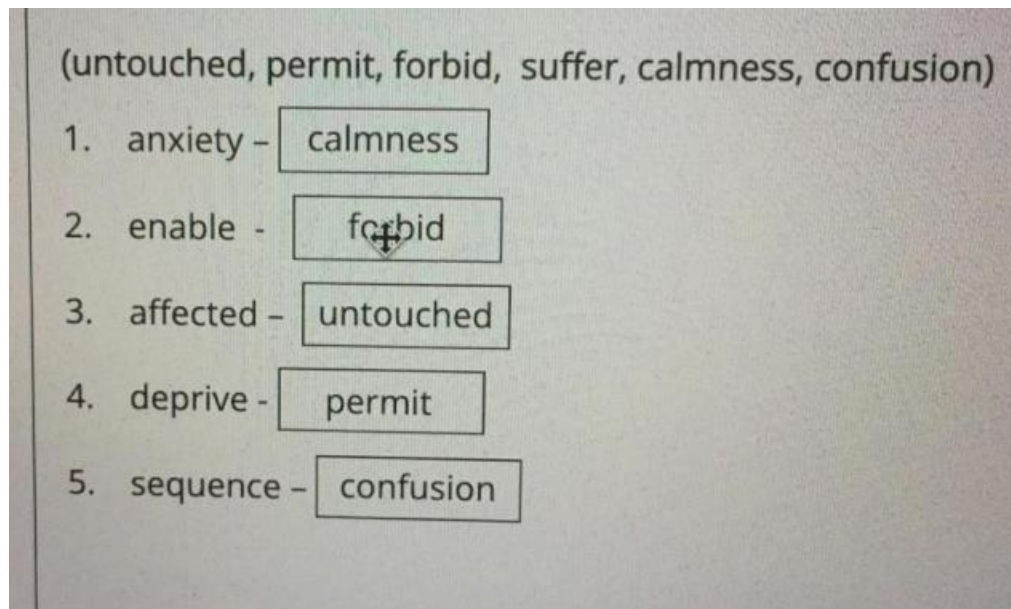 (untouched, permit, forbid, suffer, calmness, confusion)
1. anxiety – calmness
2. enable - forbid
3. affected – untouched
4. deprive - permit
5. sequence – confusion